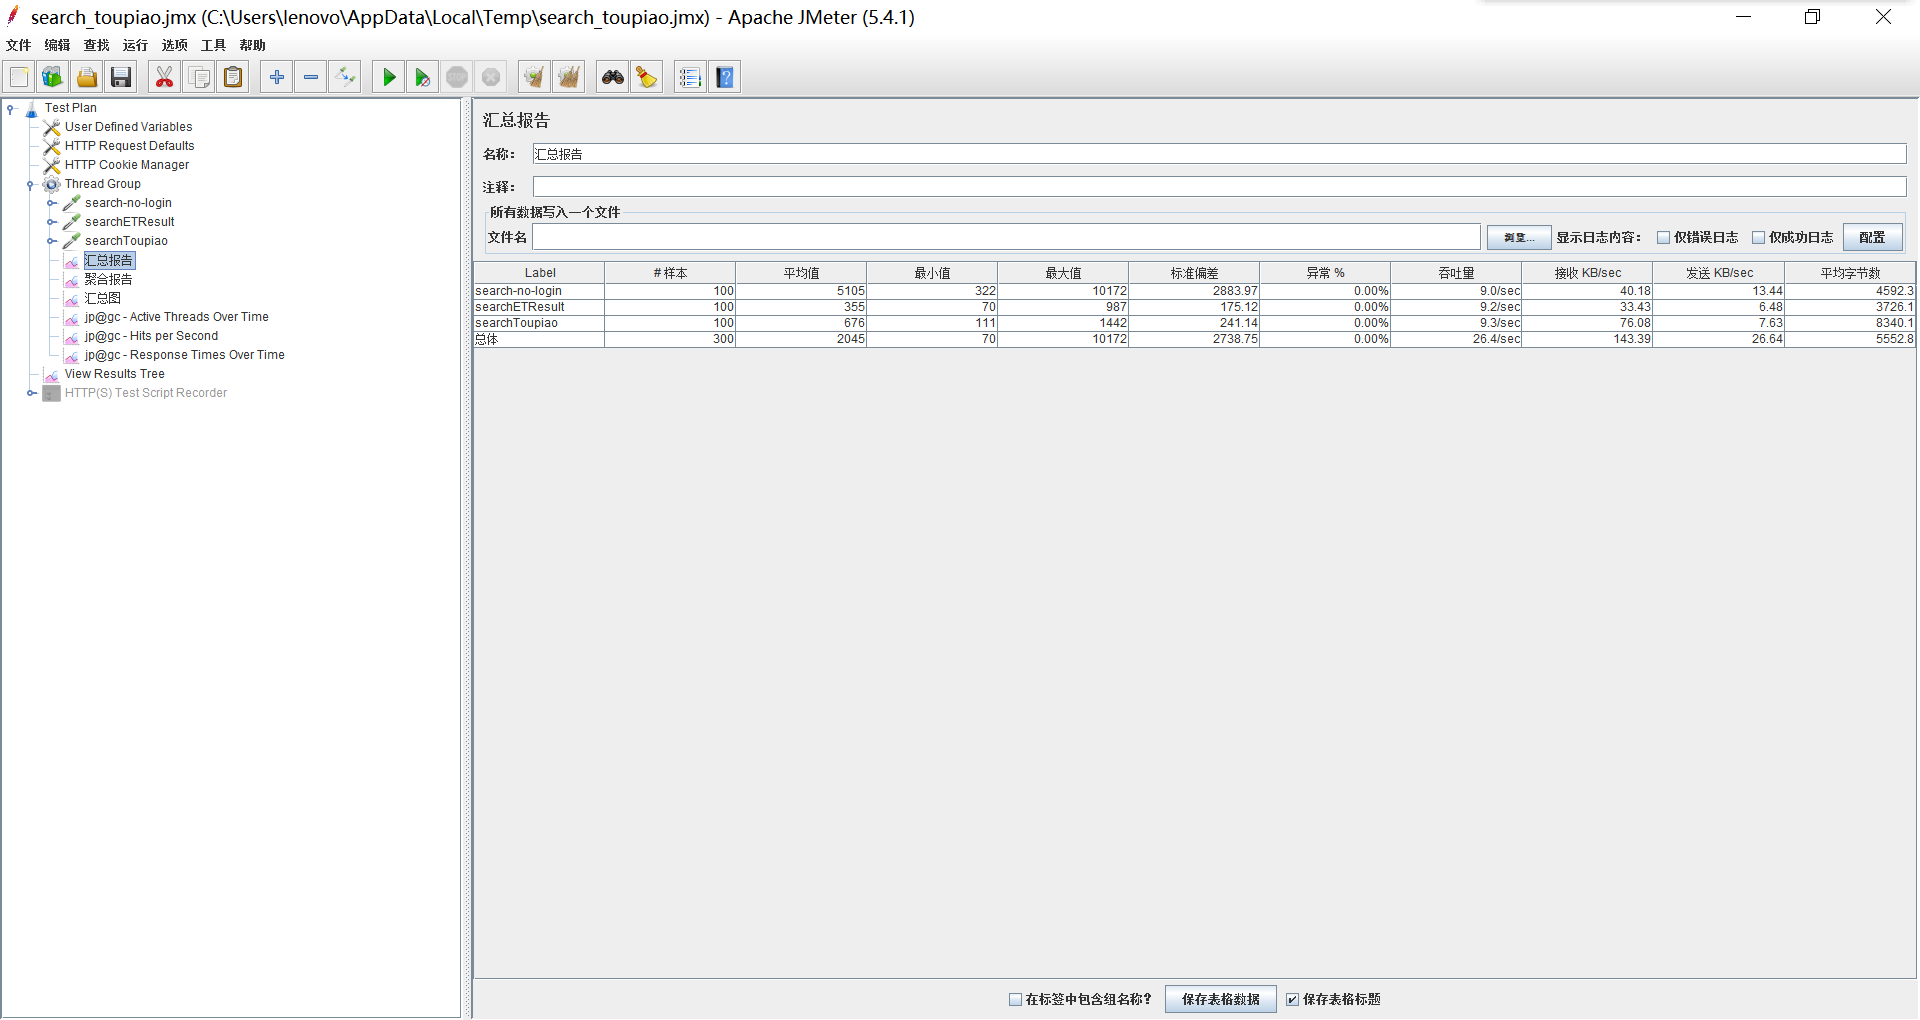 search_toupiao.jmx (C:\Users\lenovo\AppData\Local\Temp\search_toupiao.jmx) - Apache JMeter (5.4.1)
文件 编辑 查找 运行 选项 工具 帮助
STOP
Test Plan
User Defined Variables
HTTP Request Defaults
HTTP Cookie Manager
Thread Group
search-no-login
searchETResult
searchToupiao
汇总报告
聚合报告
汇总图
jp@gc - Active Threads Over Time
jp@gc - Hits per Second
jp@gc - Response Times Over Time
View Results Tree
HTTP(S) Test Script Recorder
汇总报告
名称： 汇总报告
注释：
所有数据写入一个文件
文件名 浏览... 显示日志内容： 仅错误日志 仅成功日志 配置
Label # 样本 平均值 最小值 最大值 标准偏差 异常 % 吞吐量 接收 KB/sec 发送 KB/sec 平均字节数
search-no-login 100 5105 322 10172 2883.97 0.00% 9.0/sec 40.18 13.44 4592.3
searchETResult 100 355 70 987 175.12 0.00% 9.2/sec 33.43 6.48 3726.1
searchToupiao 100 676 111 1442 241.14 0.00% 9.3/sec 76.08 7.63 8340.1
总体 300 2045 70 10172 2738.75 0.00% 26.4/sec 143.39 26.64 5552.8
在标签中包含组名称? 保存表格数据 保存表格标题